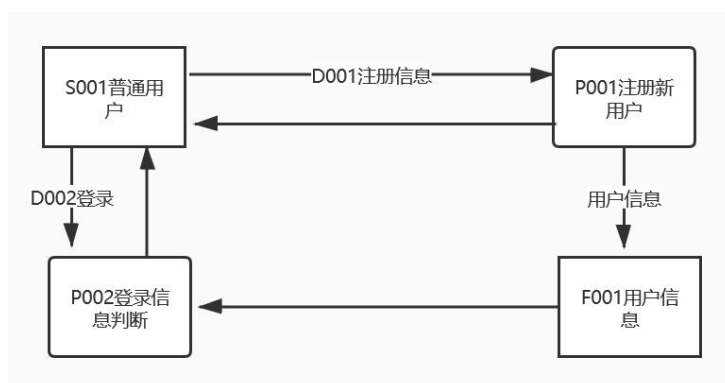 S001普通用
户
D001注册信息
P001注册新
用户
D002登录
用户信息
P002登录信
息判断
F001用户信
息